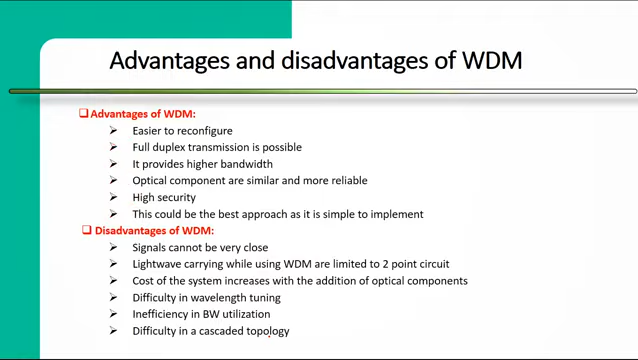 Advantages and disadvantages of WDM
Advantages of WDM:
Easier to reconfigure
Full duplex transmission is possible
It provides higher bandwidth
Optical component are similar and more reliable
High security
This could be the best approach as it is simple to implement
Disadvantages of WDM:
Signals cannot be very close
Lightwave carrying while using WDM are limited to 2 point circuit
Cost of the system increases with the addition of optical components
Difficulty in wavelength tuning
Inefficiency in BW utilization
Difficulty in a cascaded topology